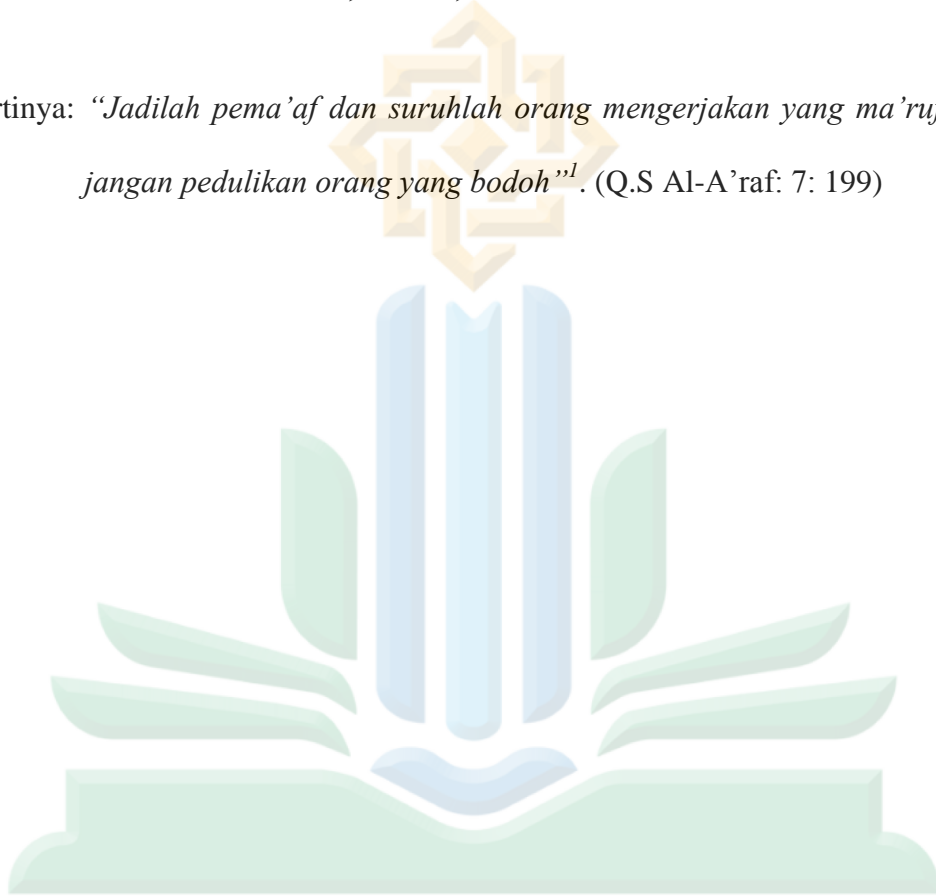 rtinya: “Jadilah pema’af dan suruhlah orang mengerjakan yang ma’ruf
jangan pedulikan orang yang bodoh”1. (Q.S Al-A’raf: 7: 199)